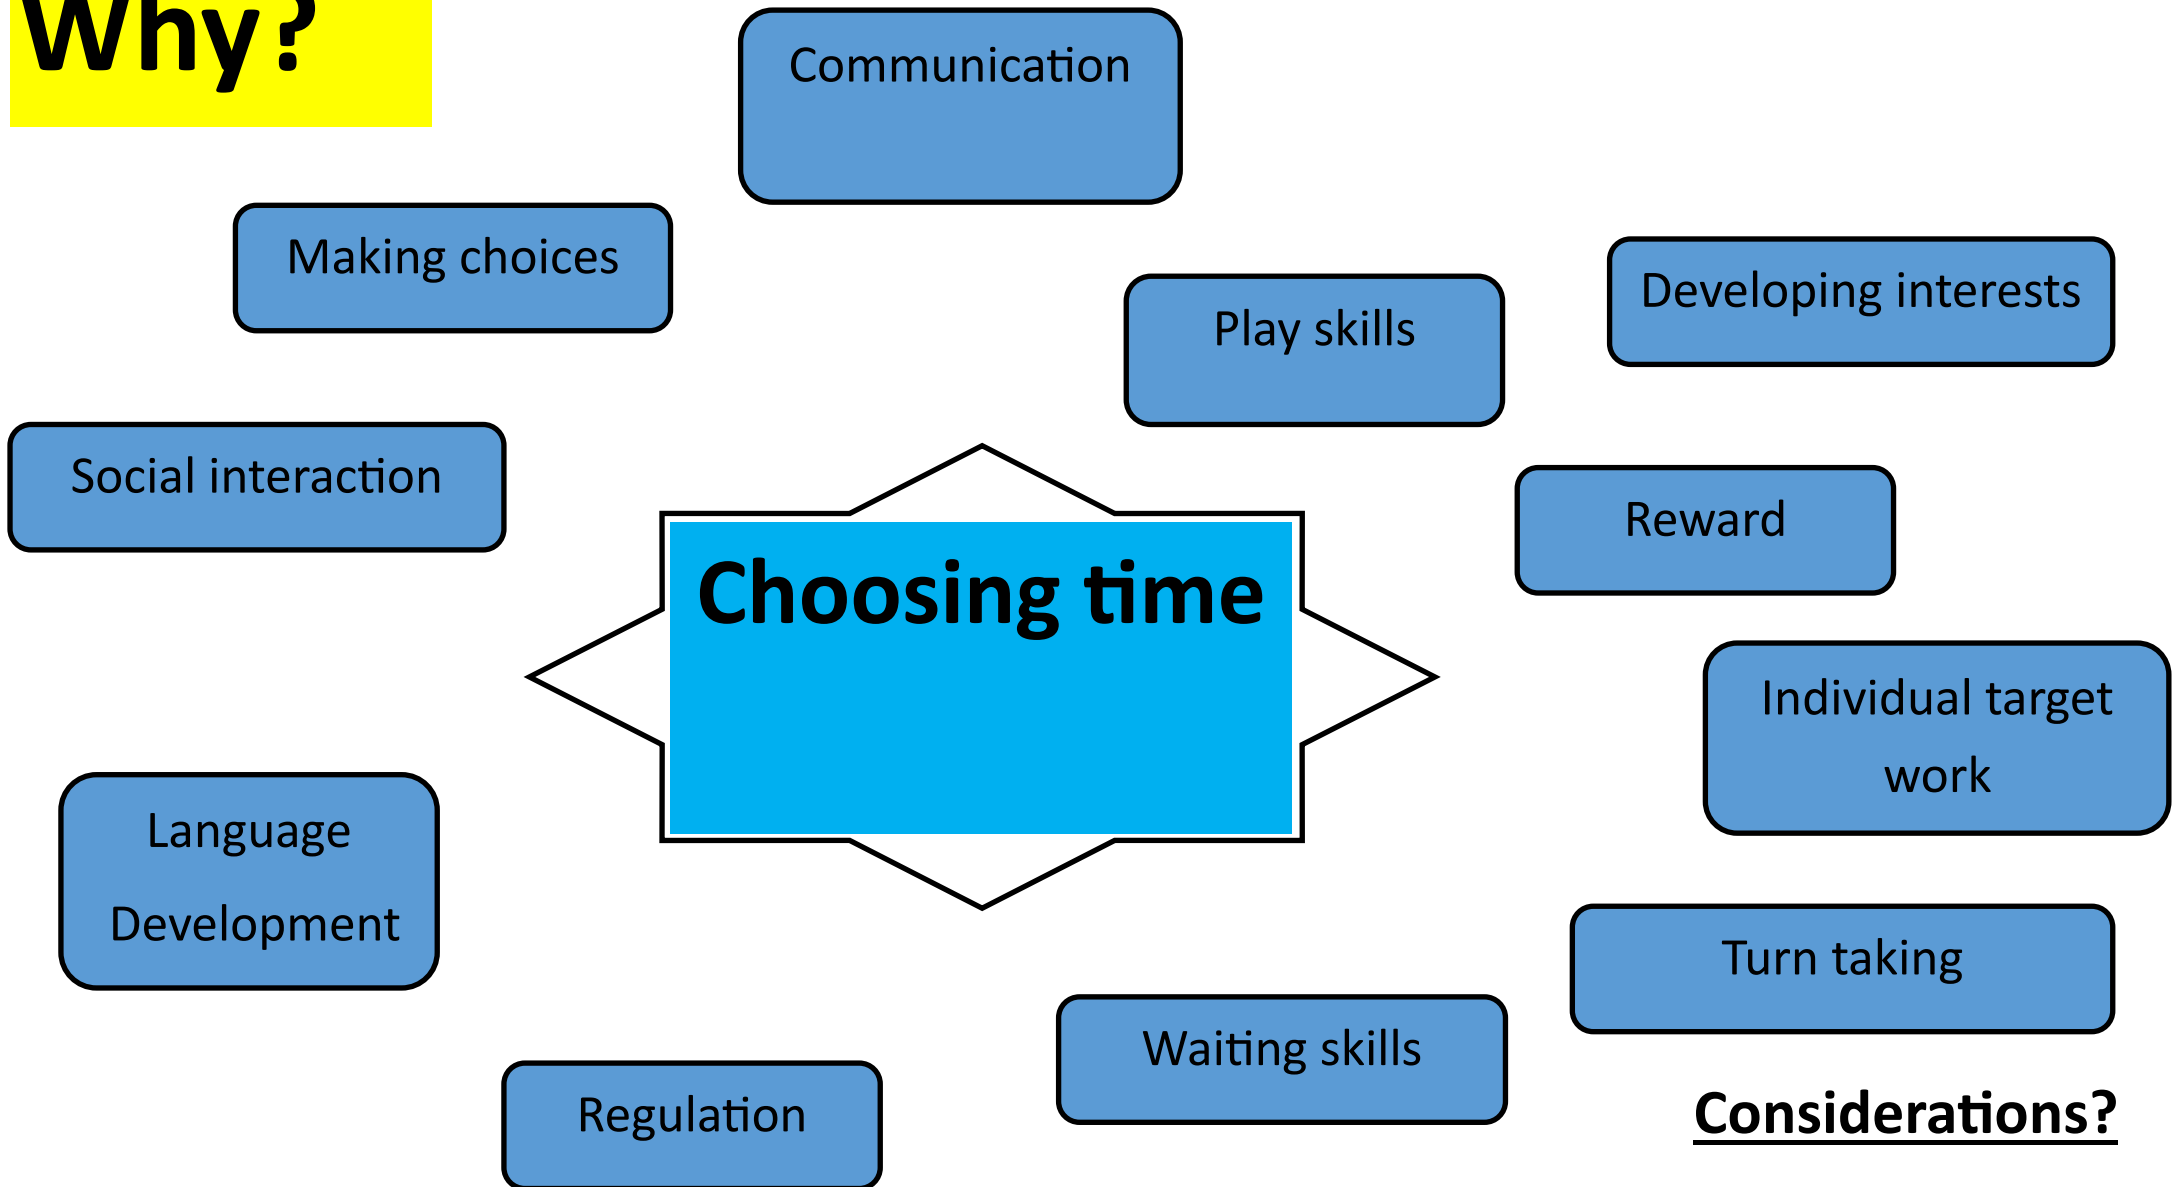 Why?
Communication
Making choices
Developing interests
Play skills
Social interaction
Reward
Choosing time
Individual target
work
Language
Development
Turn taking
Waiting skills
Regulation
Considerations?